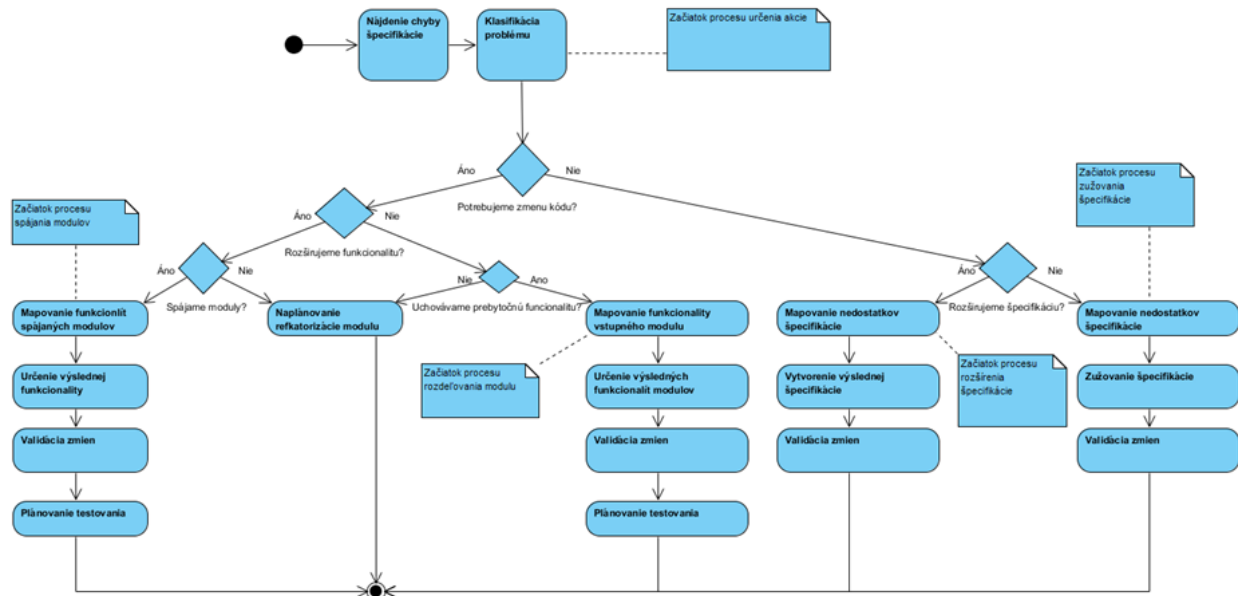 Nájdenie chyby
špecifikácie
Klasifikácia
problému
Začiatok procesu určenia akcie
Áno
Nie
Potrebujeme zmenu kódu?
Začiatok procesu
zužovania
špecifikácie
Začiatok procesu
spájania modulov
Áno
Nie
Rozširujeme funkcionalitu?
Áno
Nie
Spájame moduly?
Nie
Ano
Uchovávame prebytočnú funcionalitu?
Áno
Nie
Rozširujeme špecifikáciu?
Mapovanie funkcionlít
spájaných modulov
Naplánovanie
refkatorizácie modulu
Mapovanie funkcionality
vstupného modulu
Mapovanie nedostatkov
špecifikácie
Mapovanie nedostatkov
špecifikácie
Začiatok procesu
rozdeľovania modulu
Začiatok procesu
rozšírenia
špecifikácie
Určenie výslednej
funkcionality
Určenie výsledných
funkcionalít modulov
Vytvorenie výslednej
špecifikácie
Zužovanie špecifikácie
Validácia zmien
Validácia zmien
Validácia zmien
Validácia zmien
Plánovanie testovania
Plánovanie testovania